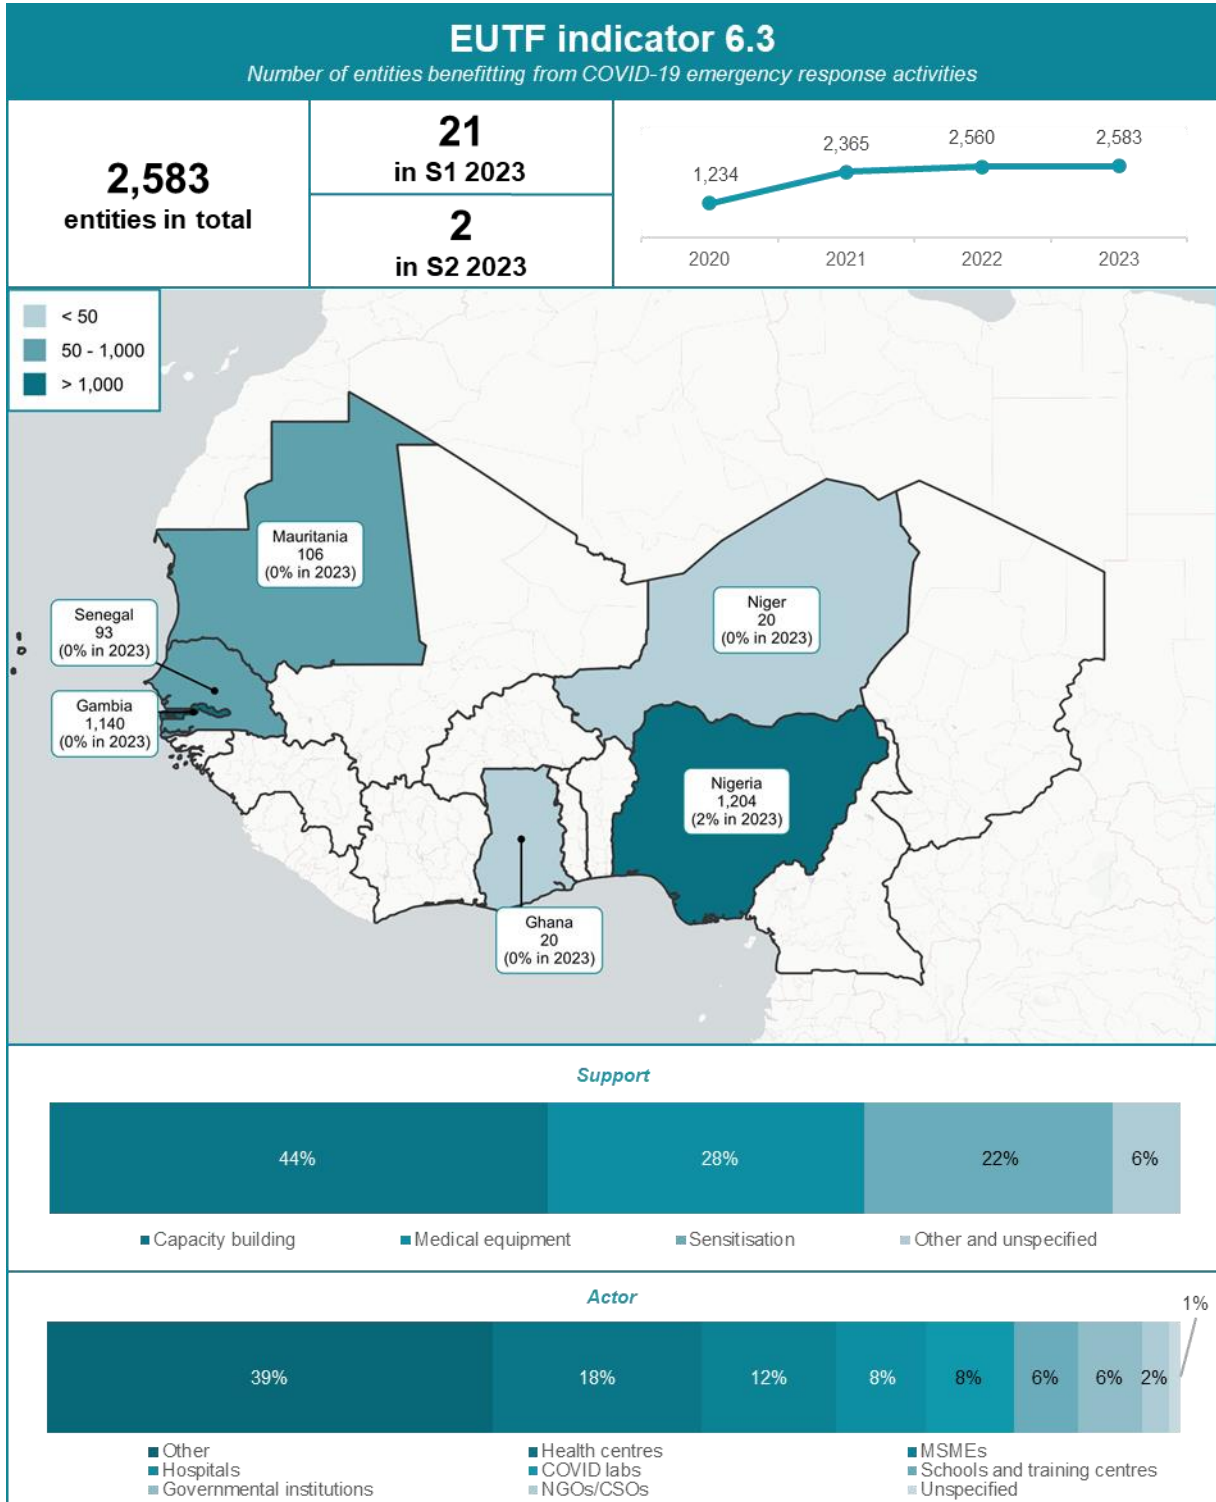 EUTF indicator 6.3
Number of entities benefitting from COVID-19 emergency response activities
2,583
entities in total
21
in S1 2023
2
in S2 2023
1,234
2,365
2,560
2,583
2020
2021
2022
2023
< 50
50 - 1,000
> 1,000
Mauritania
106
(0% in 2023)
Senegal
93
(0% in 2023)
Gambia
1,140
(0% in 2023)
Niger
20
(0% in 2023)
Nigeria
1,204
(2% in 2023)
Ghana
20
(0% in 2023)
Support
44%
28%
22%
6%
Capacity building
Medical equipment
Sensitisation
Other and unspecified
Actor
1%
39%
18%
12%
8%
8%
6%
6%
2%
Other
Health centres
MSMEs
Hospitals
COVID labs
Schools and training centres
Governmental institutions
NGOs/CSOs
Unspecified